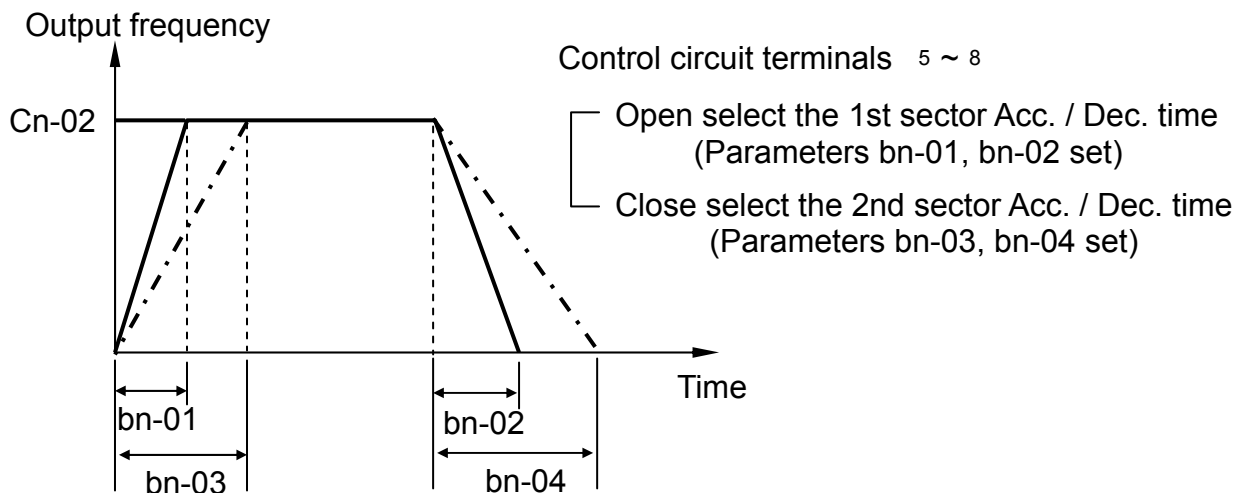 Output frequency
Control circuit terminals 5 ~ 8
Cn-02
Open select the 1st sector Acc. / Dec. time
(Parameters bn-01, bn-02 set)
Close select the 2nd sector Acc. / Dec. time
(Parameters bn-03, bn-04 set)
Time
bn-01
bn-02
bn-03
bn-04